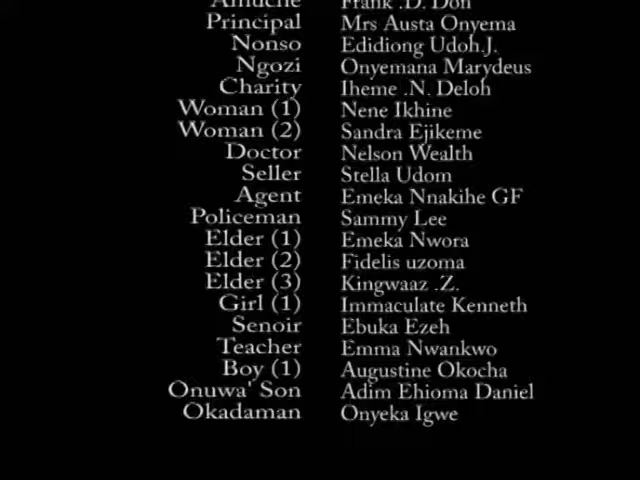 Amuche Frank .D. Don
Principal Mrs Austa Onyema
Nonso Edidiong Udoh.J.
Ngozi Onyemana Marydeus
Charity Iheme .N. Deloh
Woman (1) Nene Ikhine
Woman (2) Sandra Ejikeme
Doctor Nelson Wealth
Seller Stella Udom
Agent Emeka Nnakihe GF
Policeman Sammy Lee
Elder (1) Emeka Nwora
Elder (2) Fidelis uzoma
Elder (3) Kingwaaz .Z.
Girl (1) Immaculate Kenneth
Senoir Ebuka Ezeh
Teacher Emma Nwankwo
Boy (1) Augustine Okocha
Onuwa' Son Adim Ehioma Daniel
Okadaman Onyeka Igwe